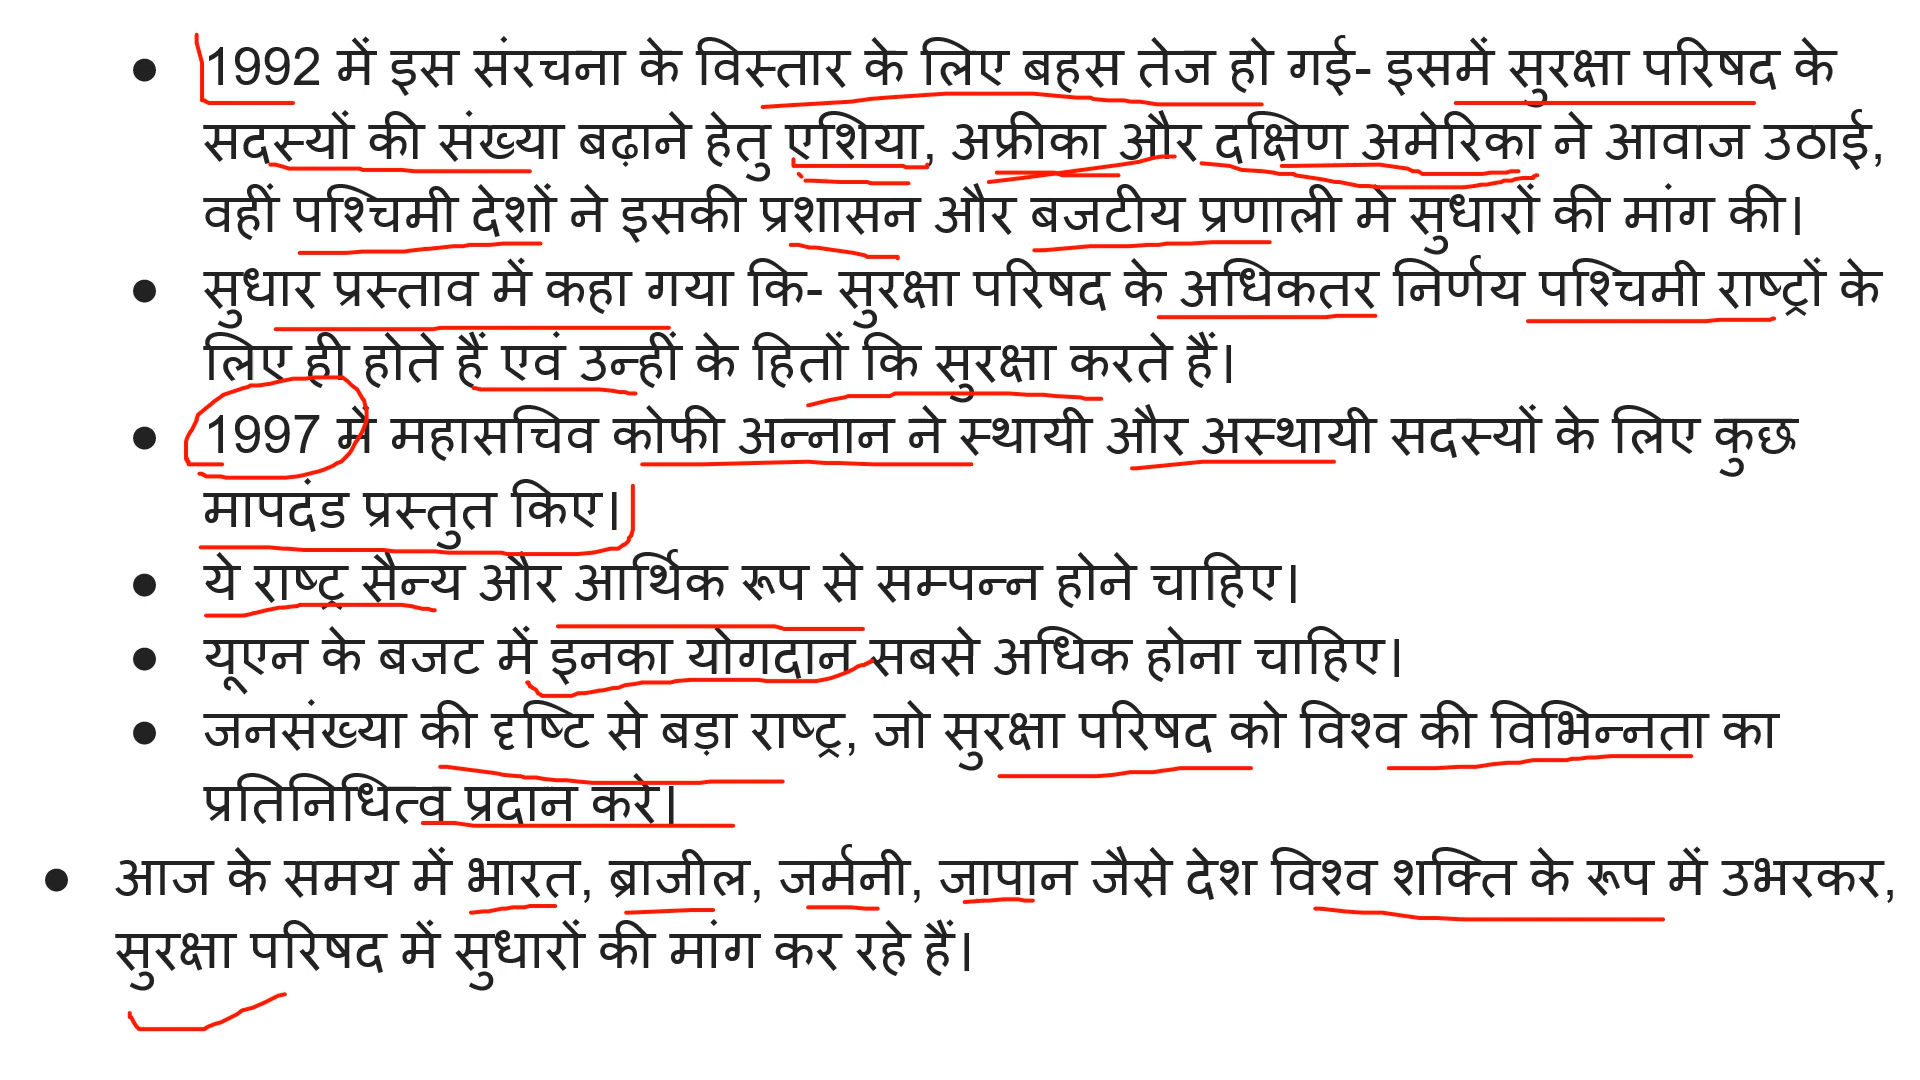 ● 1992 में इस संरचना के विस्तार के लिए बहस तेज हो गई- इसमें सुरक्षा परिषद के
सदस्यों की संख्या बढ़ाने हेतु एशिया, अफ्रीका और दक्षिण अमेरिका ने आवाज उठाई,
वहीं पश्चिमी देशों ने इसकी प्रशासन और बजटीय प्रणाली मे सुधारों की मांग की।
● सुधार प्रस्ताव में कहा गया कि- सुरक्षा परिषद के अधिकतर निर्णय पश्चिमी राष्ट्रों के
लिए ही होते हैं एवं उन्हीं के हितों कि सुरक्षा करते हैं।
● 1997 में महासचिव कोफी अन्नान ने स्थायी और अस्थायी सदस्यों के लिए कुछ
मापदंड प्रस्तुत किए।
● ये राष्ट्र सैन्य और आर्थिक रूप से सम्पन्न होने चाहिए।
● यूएन के बजट में इनका योगदान सबसे अधिक होना चाहिए।
● जनसंख्या की दृष्टि से बड़ा राष्ट्र, जो सुरक्षा परिषद को विश्व की विभिन्नता का
प्रतिनिधित्व प्रदान करे।
● आज के समय में भारत, ब्राजील, जर्मनी, जापान जैसे देश विश्व शक्ति के रूप में उभरकर,
सुरक्षा परिषद में सुधारों की मांग कर रहे हैं।